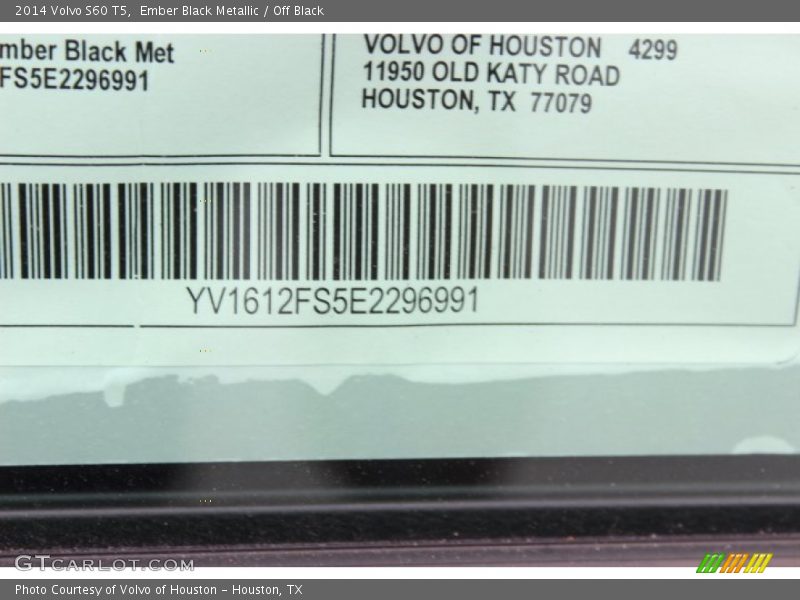 2014 Volvo S60 T5, Ember Black Metallic / Off Black
mber Black Met
FS5E2296991
VOLVO OF HOUSTON 4299
11950 OLD KATY ROAD
HOUSTON, TX 77079
YV1612FS5E2296991
GTCARLOT.COM
Photo Courtesy of Volvo of Houston - Houston, TX